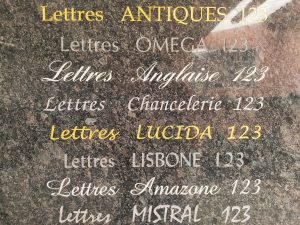 Lettres ANTIQUES 123
Lettres OMEGA 123
Lettres Anglaise 123
Lettres Chancelerie 123
Lettres LUCIDA 123
Lettres LISBONE 123
Lettres Amazone 123
Lettres MISTRAL 123